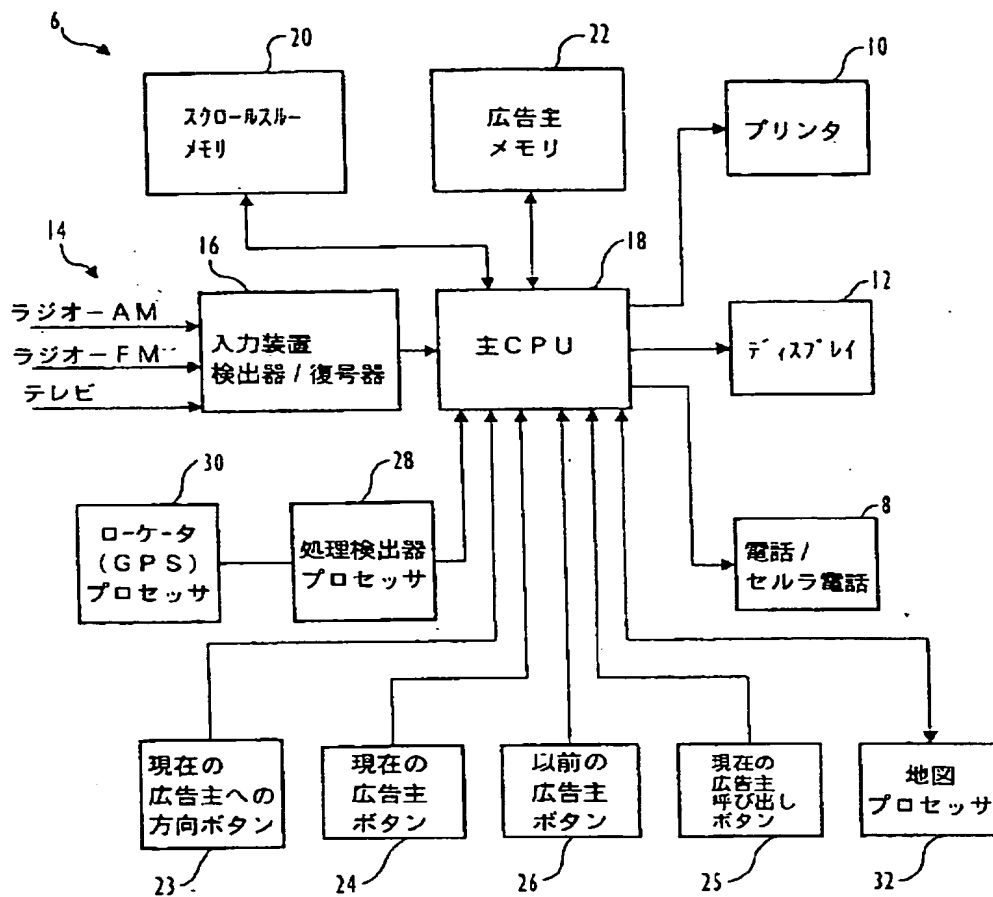 6
20
22
10
スクロールスルー
メモリ
広告主
メモリ
プリンタ
14
16
18
12
ラジオーAM
ラジオーFM
テレビ
入力装置
検出器/復号器
主CPU
ディスプレイ
30
28
8
ロケータ
(GPS)
プロセッサ
処理検出器
プロセッサ
電話/
セルラ電話
現在の
広告主への
方向ボタン
現在の
広告主
ボタン
以前の
広告主
ボタン
現在の
広告主
呼び出し
ボタン
地図
プロセッサ
23
24
26
25
32